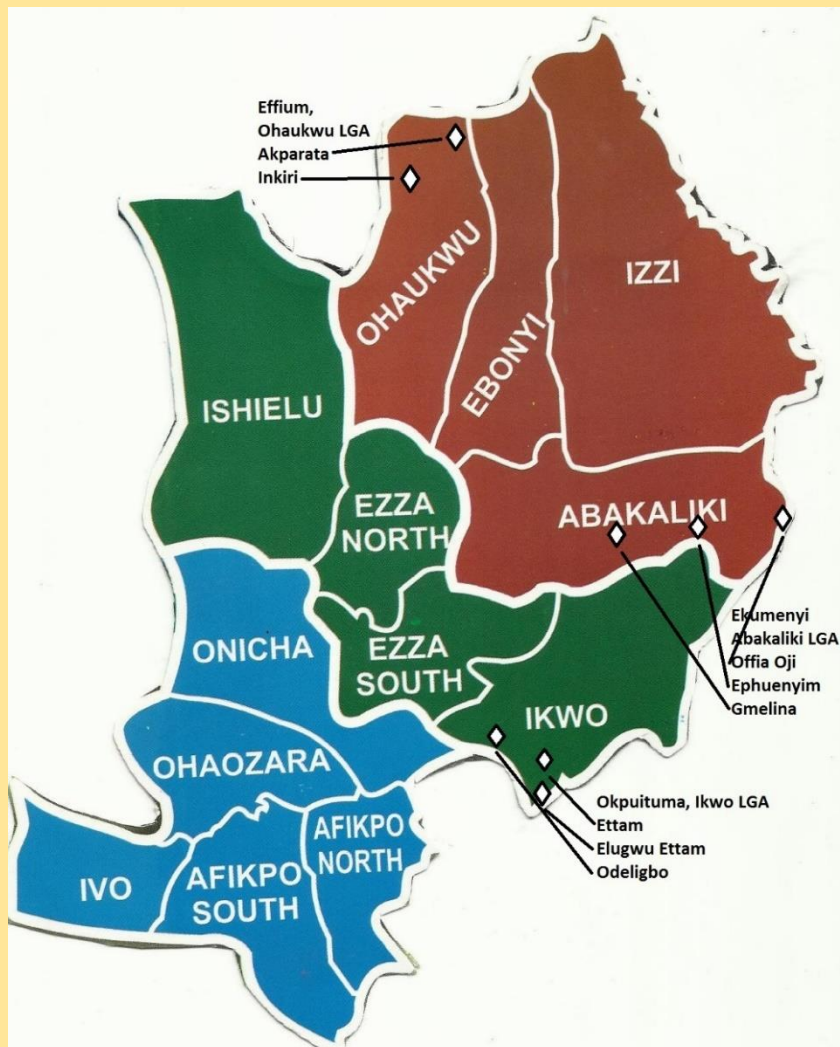 Effium,
Ohaukwu LGA
Akparata
Inkiri
OHAUKWU
EBONYI
IZZI
ISHIELU
EZZA
NORTH
ABAKALIKI
Ekumenyi
Abakaliki LGA
Offia Oji
Ephuenyim
Gmelina
ONICHA
EZZA
SOUTH
IKWO
OHAOZARA
Okpuituma, Ikwo LGA
Ettam
Elugwu Ettam
Odeligbo
AFIKPO
NORTH
IVO
AFIKPO
SOUTH